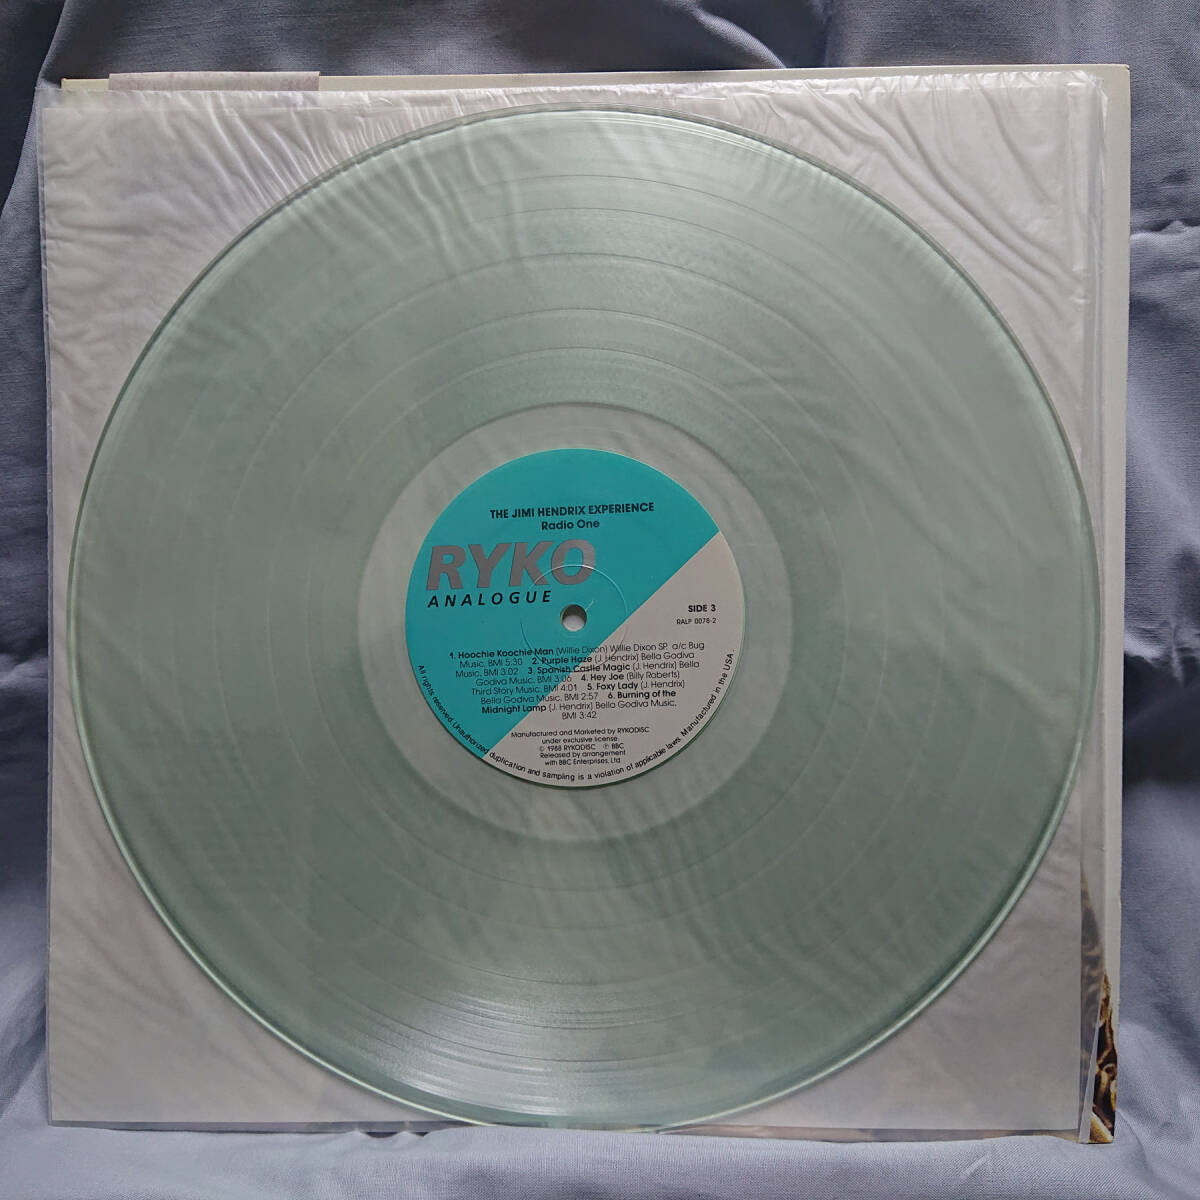 THE JIMI HENDRIX EXPERIENCE
Radio One
RYKO
ANALOGUE
SIDE 3
RALP 0078-2
1. Hoochie Koochie Man (Willie Dixon) Willie Dixon SP. a/c Bug
Music, BMI 5:30 2. Purple Haze (J. Hendrix) Bella Godiva
Music, BMI 3:02 3. Spanish Castle Magic (J. Hendrix) Bella
Godiva Music, BMI 3:06 4. Hey Joe (Billy Roberts)
Third Story Music, BMI 4:01 5. Foxy Lady (J. Hendrix)
Bella Godiva Music, BMI 2:57 6. Burning of the
Midnight Lamp (J. Hendrix) Bella Godiva Music,
BMI 3:42
Manufactured and Marketed by RYKODISC
under exclusive license.
© 1988 RYKODISC ℗ BBC
Released by arrangement
with BBC Enterprises, Ltd.
All rights reserved. Unauthorized duplication and sampling is a violation of applicable laws. Manufactured in the USA.